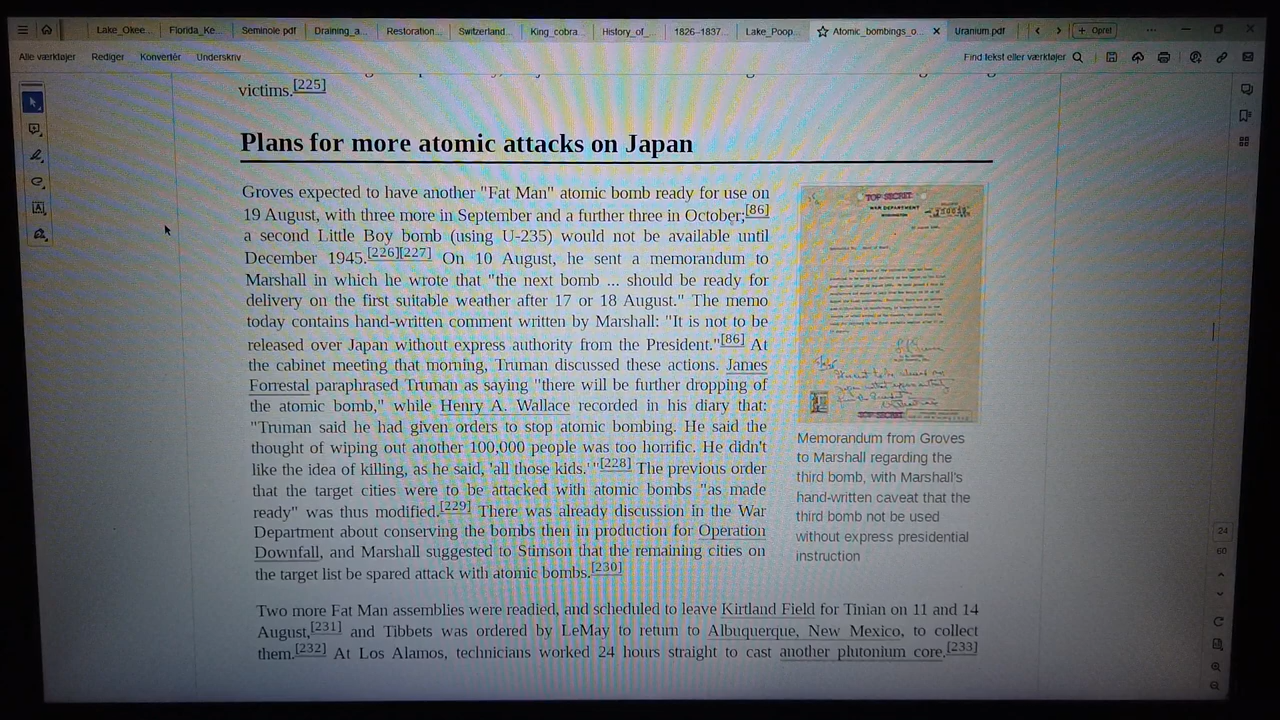 Lake_Okee...
Florida_Ke...
Seminole pdf
Draining_a...
Restoration...
Switzerland...
King_cobra...
History_of_...
1826–1837...
Lake_Poop...
Atomic_bombings_o...
Uranium.pdf
+ Opret
Alle værktøjer Rediger Konvertér Underskriv
Find tekst eller værktøjer
victims.[225]
Plans for more atomic attacks on Japan
Groves expected to have another "Fat Man" atomic bomb ready for use on
19 August, with three more in September and a further three in October;[86]
a second Little Boy bomb (using U-235) would not be available until
December 1945.[226][227] On 10 August, he sent a memorandum to
Marshall in which he wrote that "the next bomb ... should be ready for
delivery on the first suitable weather after 17 or 18 August." The memo
today contains hand-written comment written by Marshall: "It is not to be
released over Japan without express authority from the President."[86] At
the cabinet meeting that morning, Truman discussed these actions. James
Forrestal paraphrased Truman as saying "there will be further dropping of
the atomic bomb," while Henry A. Wallace recorded in his diary that:
"Truman said he had given orders to stop atomic bombing. He said the
thought of wiping out another 100,000 people was too horrific. He didn't
like the idea of killing, as he said, 'all those kids.'"[228] The previous order
that the target cities were to be attacked with atomic bombs "as made
ready" was thus modified.[229] There was already discussion in the War
Department about conserving the bombs then in production for Operation
Downfall, and Marshall suggested to Stimson that the remaining cities on
the target list be spared attack with atomic bombs.[230]
TOP SECRET
WAR DEPARTMENT
WASHINGTON
Memorandum from Groves
to Marshall regarding the
third bomb, with Marshall's
hand-written caveat that the
third bomb not be used
without express presidential
instruction
Two more Fat Man assemblies were readied, and scheduled to leave Kirtland Field for Tinian on 11 and 14
August,[231] and Tibbets was ordered by LeMay to return to Albuquerque, New Mexico, to collect
them.[232] At Los Alamos, technicians worked 24 hours straight to cast another plutonium core.[233]
24
60